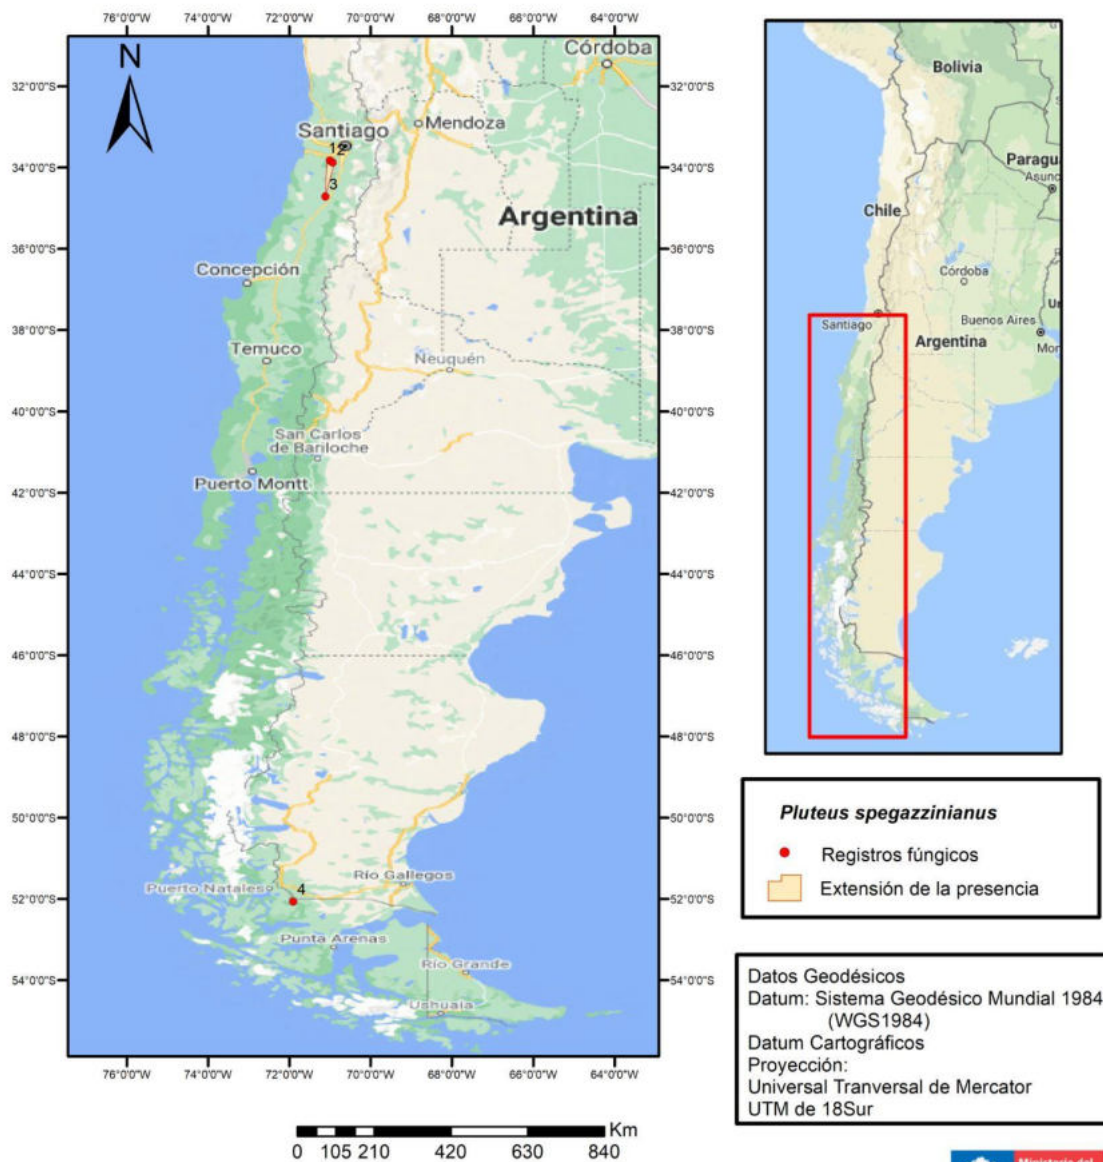 76°0'0"W 74°0'0"W 72°0'0"W 70°0'0"W 68°0'0"W 66°0'0"W 64°0'0"W
N
32°0'0"S 32°0'0"S
34°0'0"S 34°0'0"S
36°0'0"S 36°0'0"S
38°0'0"S 38°0'0"S
40°0'0"S 40°0'0"S
42°0'0"S 42°0'0"S
44°0'0"S 44°0'0"S
46°0'0"S 46°0'0"S
48°0'0"S 48°0'0"S
50°0'0"S 50°0'0"S
52°0'0"S 52°0'0"S
54°0'0"S 54°0'0"S
Córdoba
Mendoza
Santiago
1 2
3
Argentina
Concepción
Temuco
Neuquén
San Carlos
de Bariloche
Puerto Montt
Río Gallegos
Puerto Natales
4
Punta Arenas
Río Grande
Ushuaia
76°0'0"W 74°0'0"W 72°0'0"W 70°0'0"W 68°0'0"W 66°0'0"W 64°0'0"W
Km
0 105 210 420 630 840
Bolivia
Paragu
Asunc
Chile
Córdoba
Ur
Santiago
Buenos Aires
Argentina
Mon
Pluteus spegazzinianus
Registros fúngicos
Extensión de la presencia
Datos Geodésicos
Datum: Sistema Geodésico Mundial 1984
(WGS1984)
Datum Cartográficos
Proyección:
Universal Tranversal de Mercator
UTM de 18Sur
Ministerio del